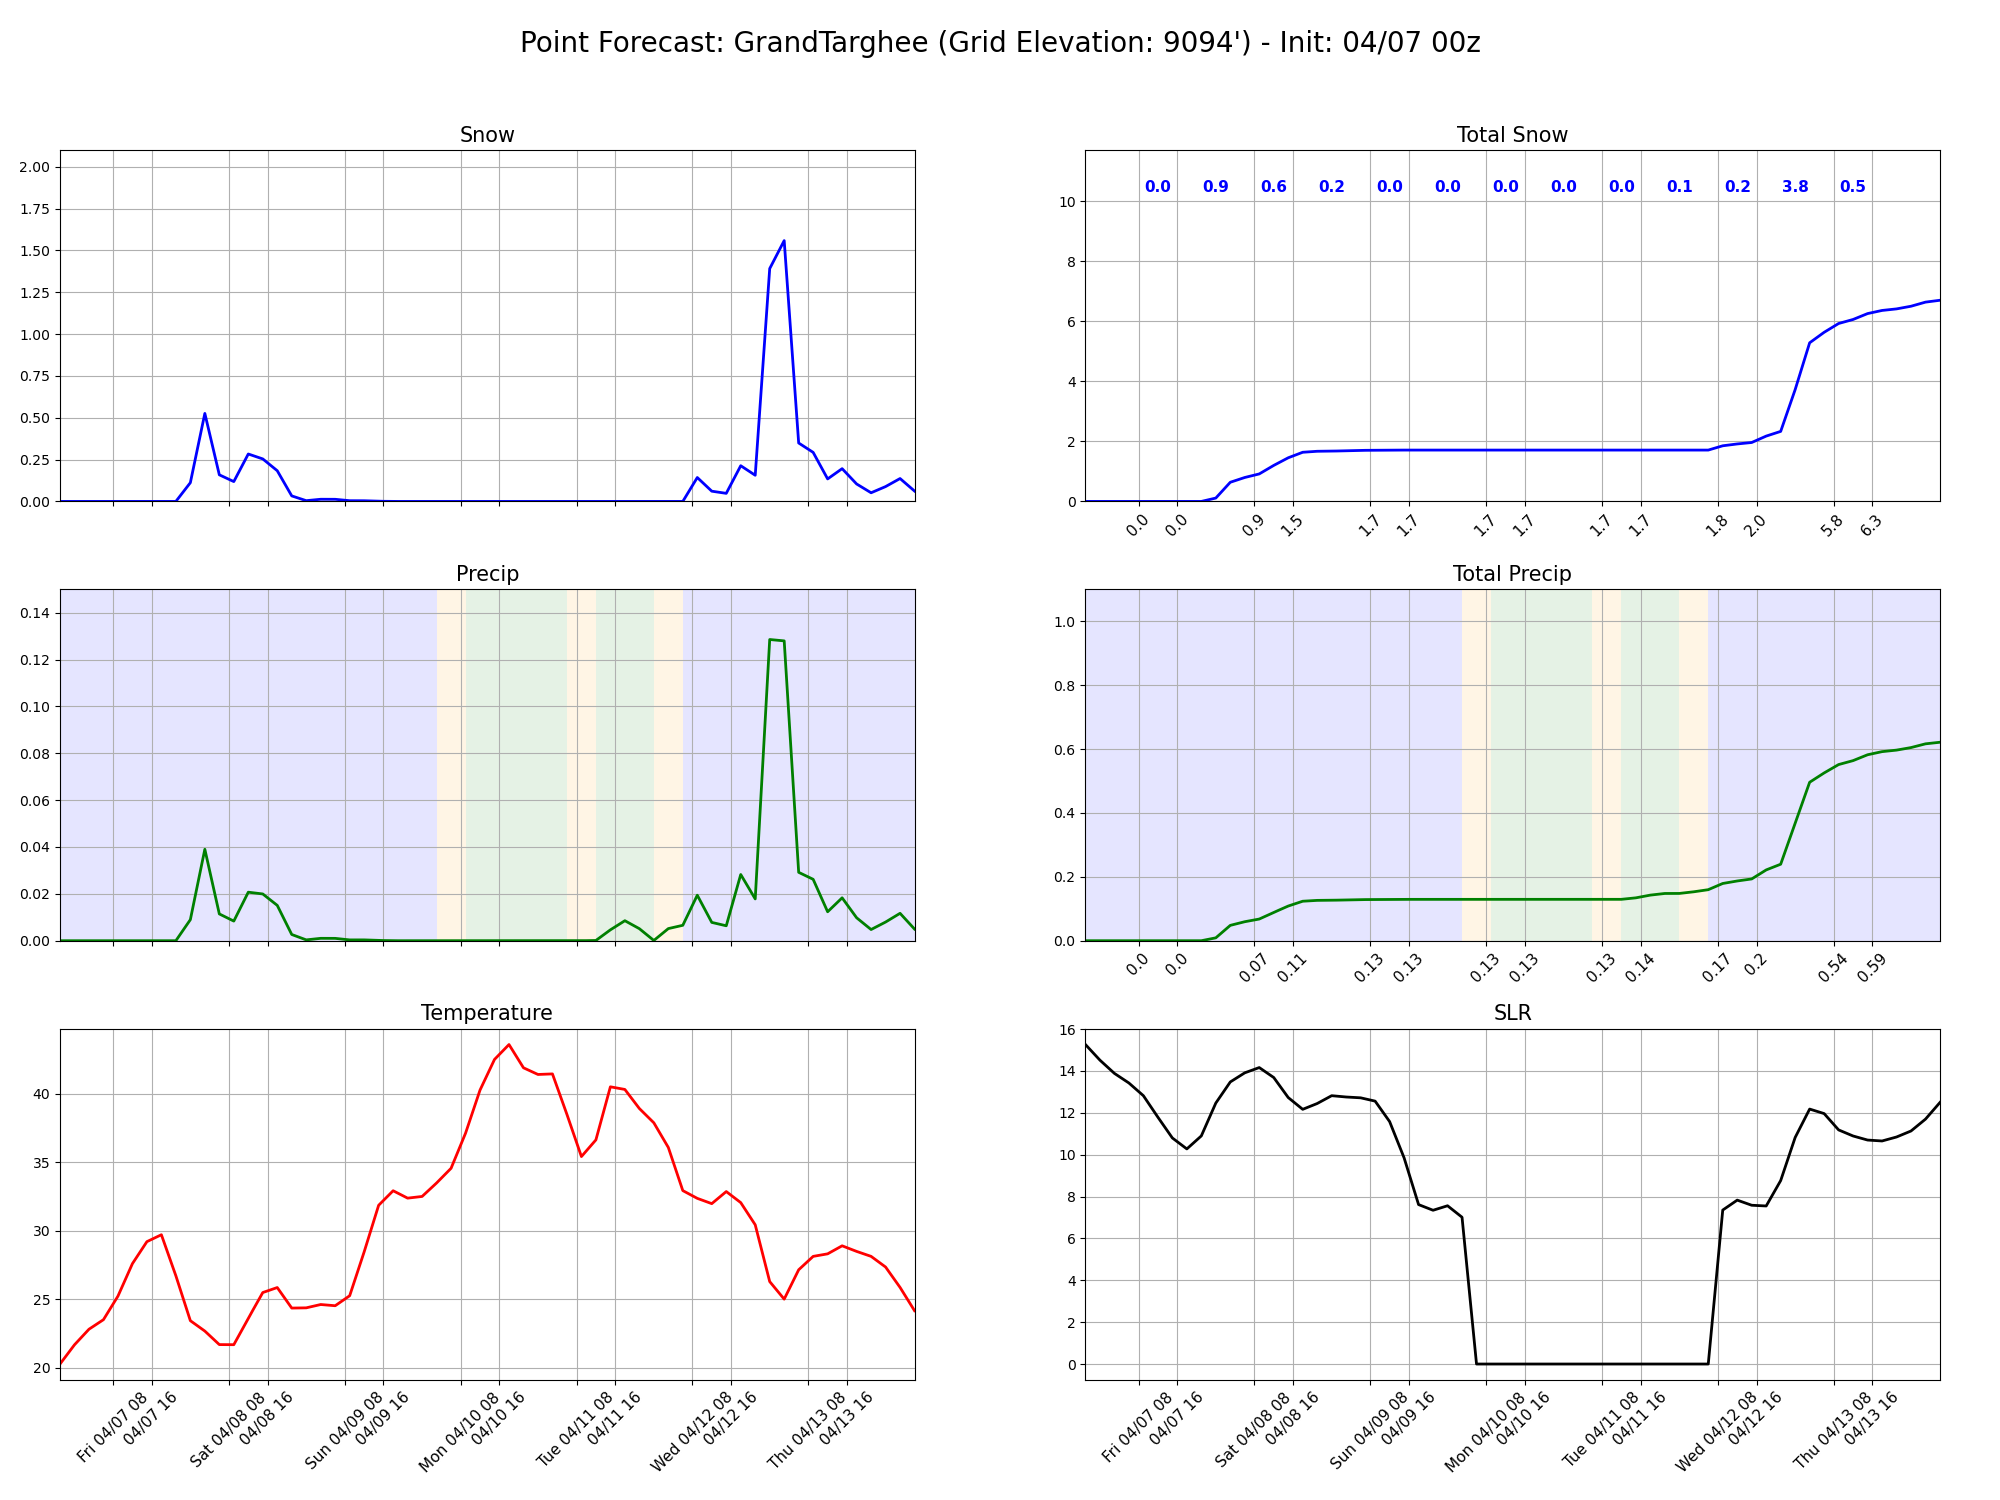 Point Forecast: GrandTarghee (Grid Elevation: 9094') - Init: 04/07 00z
Snow
2.00
1.75
1.50
1.25
1.00
0.75
0.50
0.25
0.00
Total Snow
0.0 0.9 0.6 0.2 0.0 0.0 0.0 0.0 0.0 0.1 0.2 3.8 0.5
10
8
6
4
2
0
0.0 0.0 0.9 1.5 1.7 1.7 1.7 1.7 1.7 1.7 1.8 2.0 5.8 6.3
Precip
0.14
0.12
0.10
0.08
0.06
0.04
0.02
0.00
Total Precip
1.0
0.8
0.6
0.4
0.2
0.0
0.0 0.0 0.07 0.11 0.13 0.13 0.13 0.13 0.13 0.14 0.17 0.2 0.54 0.59
Temperature
40
35
30
25
20
Fri 04/07 08
04/07 16
Sat 04/08 08
04/08 16
Sun 04/09 08
04/09 16
Mon 04/10 08
04/10 16
Tue 04/11 08
04/11 16
Wed 04/12 08
04/12 16
Thu 04/13 08
04/13 16
SLR
16
14
12
10
8
6
4
2
0
Fri 04/07 08
04/07 16
Sat 04/08 08
04/08 16
Sun 04/09 08
04/09 16
Mon 04/10 08
04/10 16
Tue 04/11 08
04/11 16
Wed 04/12 08
04/12 16
Thu 04/13 08
04/13 16